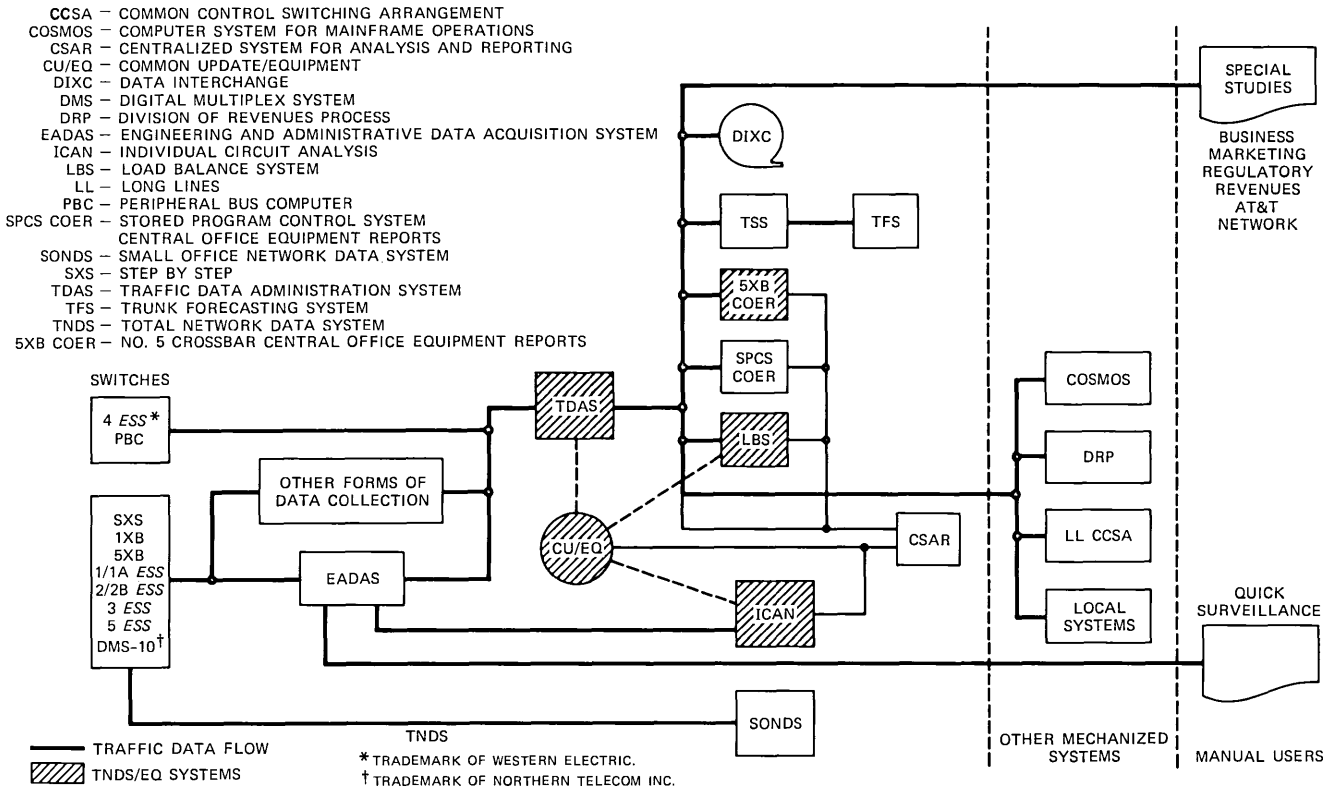 CCSA — COMMON CONTROL SWITCHING ARRANGEMENT
COSMOS — COMPUTER SYSTEM FOR MAINFRAME OPERATIONS
CSAR — CENTRALIZED SYSTEM FOR ANALYSIS AND REPORTING
CU/EQ — COMMON UPDATE/EQUIPMENT
DIXC — DATA INTERCHANGE
DMS — DIGITAL MULTIPLEX SYSTEM
DRP — DIVISION OF REVENUES PROCESS
EADAS — ENGINEERING AND ADMINISTRATIVE DATA ACQUISITION SYSTEM
ICAN — INDIVIDUAL CIRCUIT ANALYSIS
LBS — LOAD BALANCE SYSTEM
LL — LONG LINES
PBC — PERIPHERAL BUS COMPUTER
SPCS COER — STORED PROGRAM CONTROL SYSTEM
CENTRAL OFFICE EQUIPMENT REPORTS
SONDS — SMALL OFFICE NETWORK DATA SYSTEM
SXS — STEP BY STEP
TDAS — TRAFFIC DATA ADMINISTRATION SYSTEM
TFS — TRUNK FORECASTING SYSTEM
TNDS — TOTAL NETWORK DATA SYSTEM
5XB COER — NO. 5 CROSSBAR CENTRAL OFFICE EQUIPMENT REPORTS
SWITCHES
4 ESS*
PBC
SXS
1XB
5XB
1/1A ESS
2/2B ESS
3 ESS
5 ESS
DMS-10†
OTHER FORMS OF
DATA COLLECTION
EADAS
TDAS
CU/EQ
DIXC
TSS
TFS
5XB
COER
SPCS
COER
LBS
CSAR
ICAN
SONDS
COSMOS
DRP
LL CCSA
LOCAL
SYSTEMS
SPECIAL
STUDIES
BUSINESS
MARKETING
REGULATORY
REVENUES
AT&T
NETWORK
QUICK
SURVEILLANCE
TRAFFIC DATA FLOW
TNDS/EQ SYSTEMS
TNDS
* TRADEMARK OF WESTERN ELECTRIC.
† TRADEMARK OF NORTHERN TELECOM INC.
OTHER MECHANIZED
SYSTEMS
MANUAL USERS